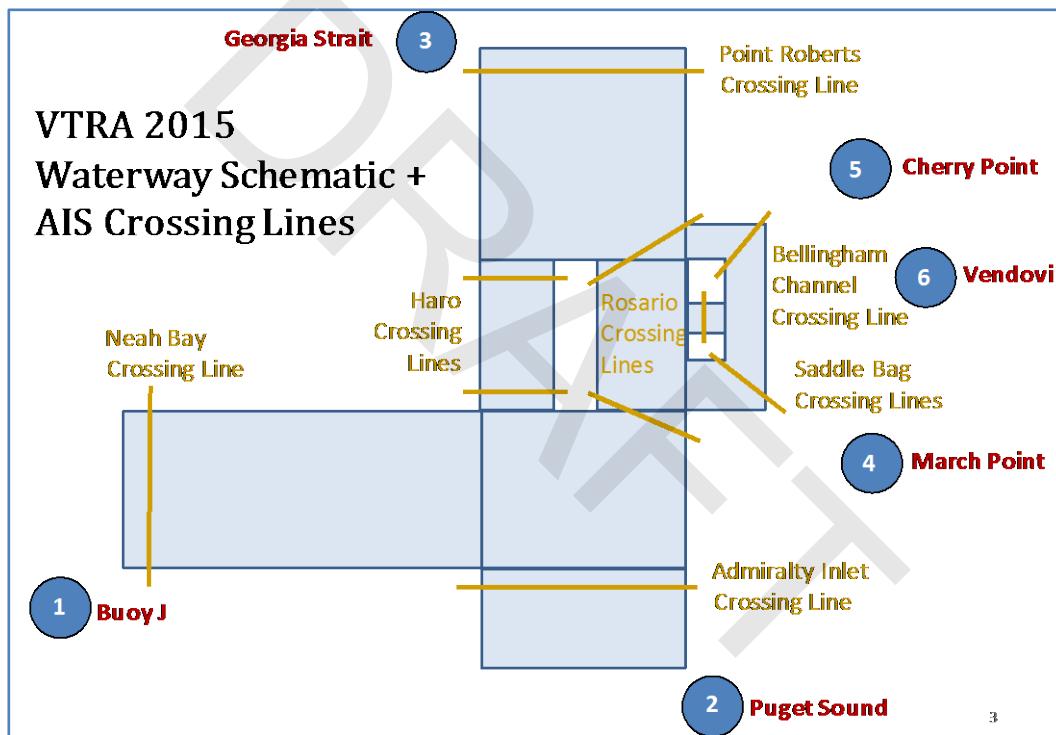 Georgia Strait
3
Point Roberts
Crossing Line
VTRA 2015
Waterway Schematic +
AIS Crossing Lines
5
Cherry Point
Bellingham
Channel
Crossing Line
6
Vendovi
Haro
Crossing
Lines
Rosario
Crossing
Lines
Neah Bay
Crossing Line
Saddle Bag
Crossing Lines
4
March Point
Admiralty Inlet
Crossing Line
1
Buoy J
2
Puget Sound
3
DRAFT